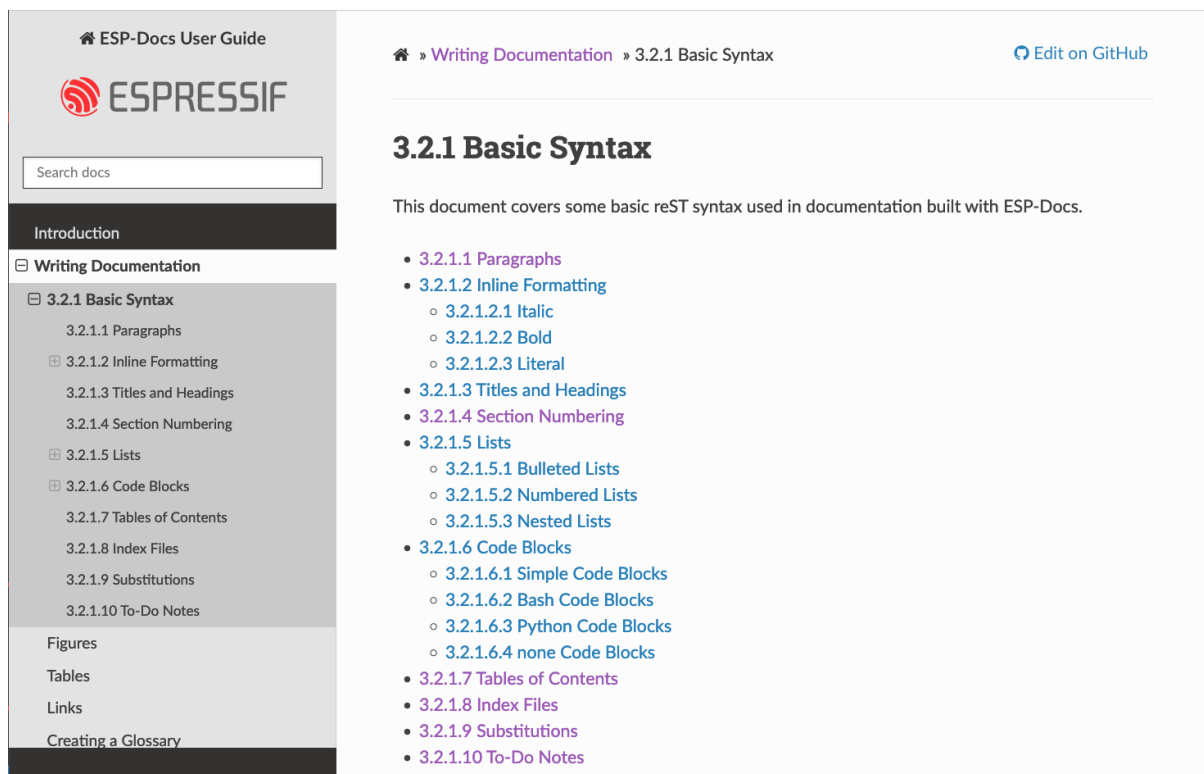 ESP-Docs User Guide
ESPRESSIF
Search docs
Introduction
Writing Documentation
3.2.1 Basic Syntax
3.2.1.1 Paragraphs
3.2.1.2 Inline Formatting
3.2.1.3 Titles and Headings
3.2.1.4 Section Numbering
3.2.1.5 Lists
3.2.1.6 Code Blocks
3.2.1.7 Tables of Contents
3.2.1.8 Index Files
3.2.1.9 Substitutions
3.2.1.10 To-Do Notes
Figures
Tables
Links
Creating a Glossary
» Writing Documentation » 3.2.1 Basic Syntax
Edit on GitHub
3.2.1 Basic Syntax
This document covers some basic reST syntax used in documentation built with ESP-Docs.
• 3.2.1.1 Paragraphs
• 3.2.1.2 Inline Formatting
◦ 3.2.1.2.1 Italic
◦ 3.2.1.2.2 Bold
◦ 3.2.1.2.3 Literal
• 3.2.1.3 Titles and Headings
• 3.2.1.4 Section Numbering
• 3.2.1.5 Lists
◦ 3.2.1.5.1 Bulleted Lists
◦ 3.2.1.5.2 Numbered Lists
◦ 3.2.1.5.3 Nested Lists
• 3.2.1.6 Code Blocks
◦ 3.2.1.6.1 Simple Code Blocks
◦ 3.2.1.6.2 Bash Code Blocks
◦ 3.2.1.6.3 Python Code Blocks
◦ 3.2.1.6.4 none Code Blocks
• 3.2.1.7 Tables of Contents
• 3.2.1.8 Index Files
• 3.2.1.9 Substitutions
• 3.2.1.10 To-Do Notes